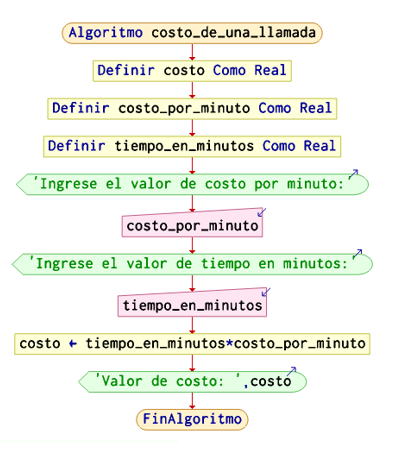 Algoritmo costo_de_una_llamada
Definir costo Como Real
Definir costo_por_minuto Como Real
Definir tiempo_en_minutos Como Real
'Ingrese el valor de costo por minuto:'
costo_por_minuto
'Ingrese el valor de tiempo en minutos:'
tiempo_en_minutos
costo ← tiempo_en_minutos*costo_por_minuto
'Valor de costo: ',costo
FinAlgoritmo